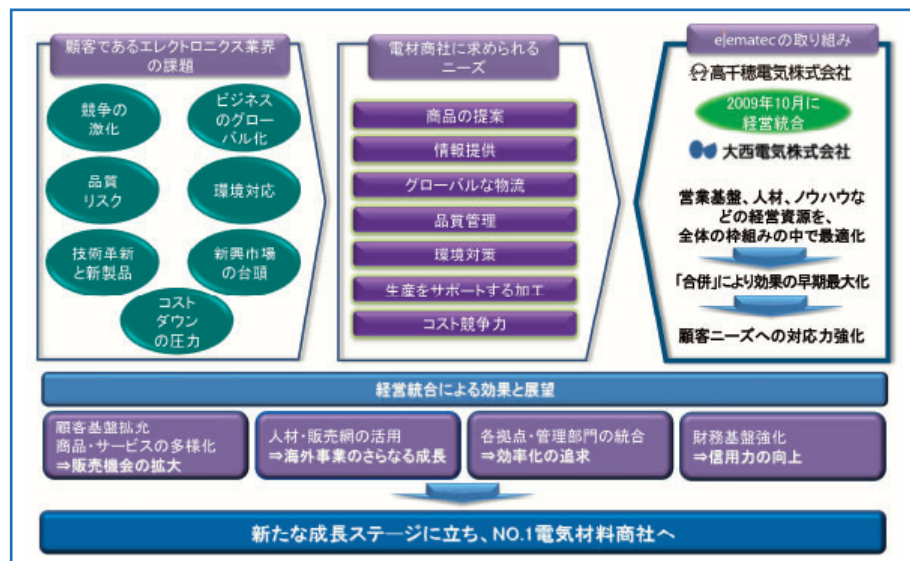 顧客であるエレクトロニクス業界
の課題
競争の
激化
ビジネス
のグロー
バル化
品質
リスク
環境対応
技術革新
と新製品
新興市場
の台頭
コスト
ダウン
の圧力
電材商社に求められる
ニーズ
商品の提案
情報提供
グローバルな物流
品質管理
環境対策
生産をサポートする加工
コスト競争力
elematecの取り組み
高千穂電気株式会社
2009年10月に
経営統合
大西電気株式会社
営業基盤、人材、ノウハウな
どの経営資源を、
全体の枠組みの中で最適化
「合併」により効果の早期最大化
顧客ニーズへの対応力強化
経営統合による効果と展望
顧客基盤拡充
商品・サービスの多様化
⇒販売機会の拡大
人材・販売網の活用
⇒海外事業のさらなる成長
各拠点・管理部門の統合
⇒効率化の追求
財務基盤強化
⇒信用力の向上
新たな成長ステージに立ち、NO.1電気材料商社へ